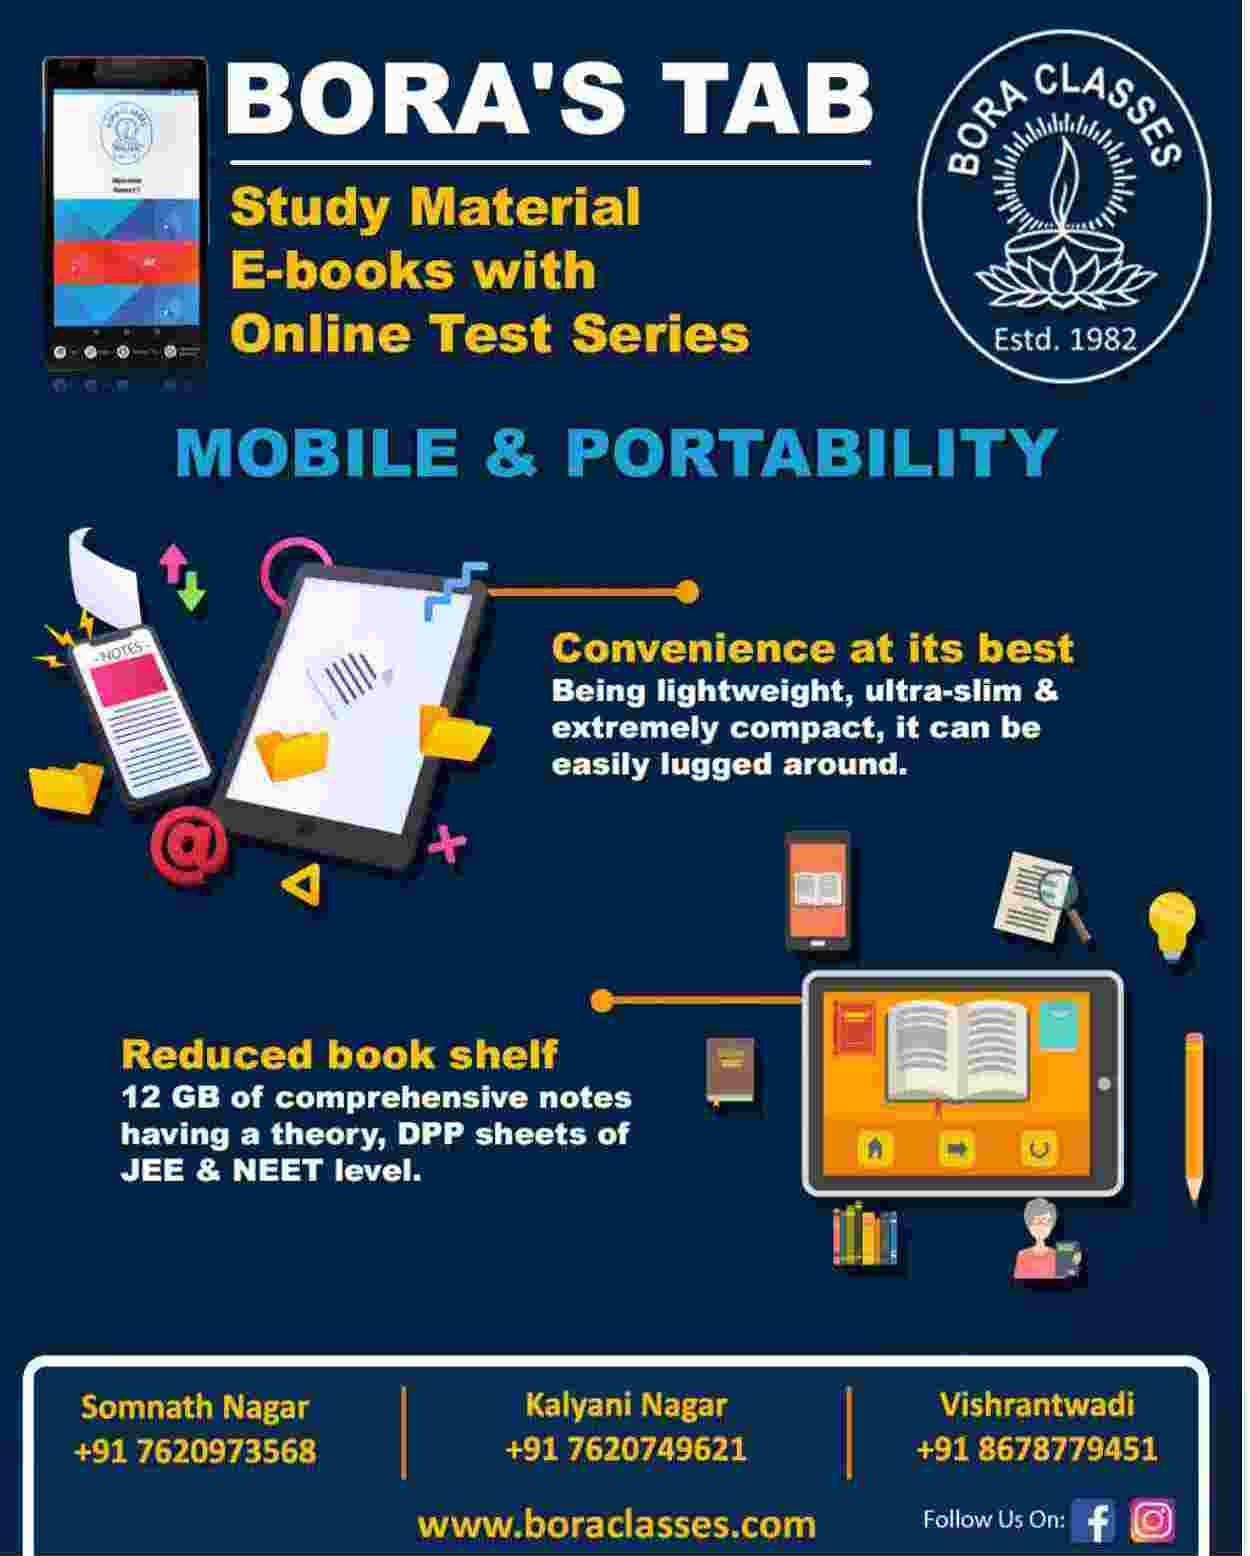 BORA'S TAB
Study Material
E-books with
Online Test Series
BORA CLASSES
Estd. 1982
MOBILE & PORTABILITY
- NOTES -
Convenience at its best
Being lightweight, ultra-slim &
extremely compact, it can be
easily lugged around.
Reduced book shelf
12 GB of comprehensive notes
having a theory, DPP sheets of
JEE & NEET level.
Somnath Nagar
+91 7620973568
Kalyani Nagar
+91 7620749621
Vishrantwadi
+91 8678779451
www.boraclasses.com
Follow Us On: